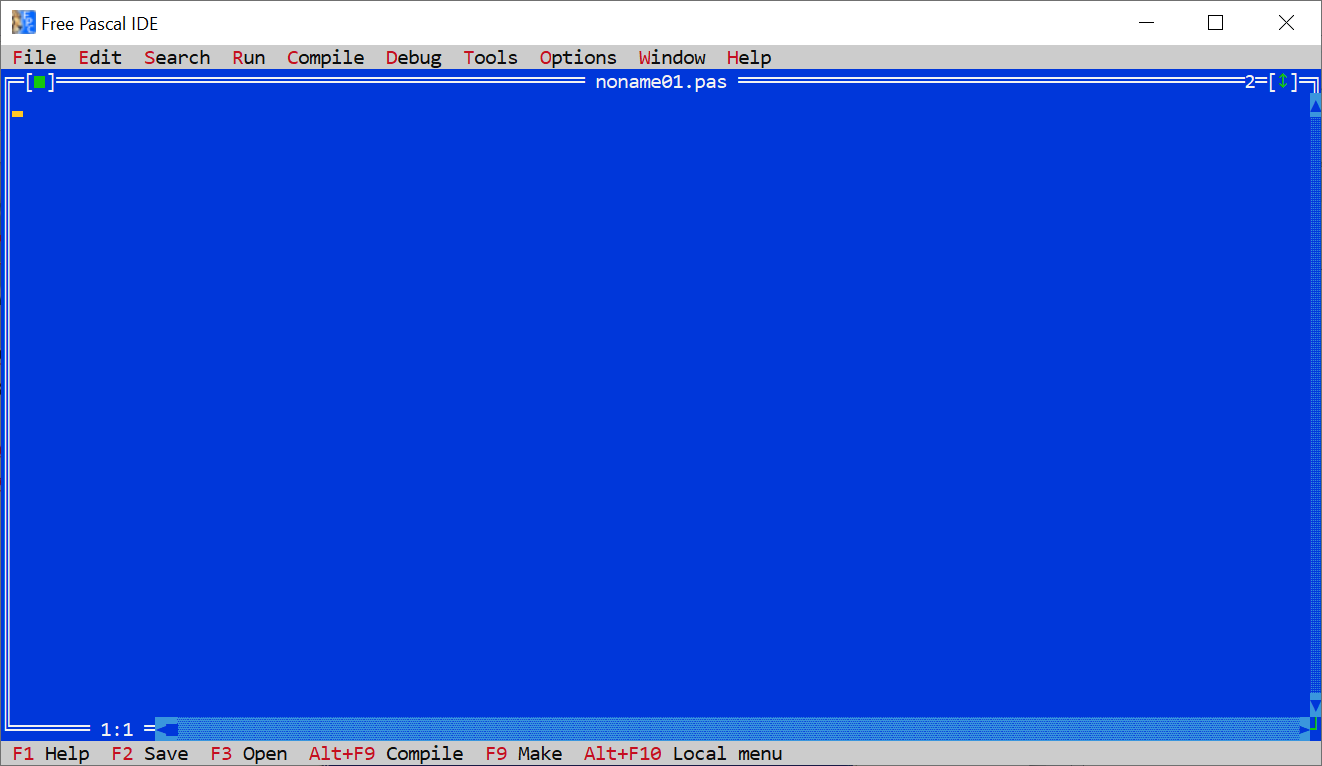 Free Pascal IDE
File Edit Search Run Compile Debug Tools Options Window Help
[■] noname01.pas 2=[↕]
1:1
F1 Help F2 Save F3 Open Alt+F9 Compile F9 Make Alt+F10 Local menu